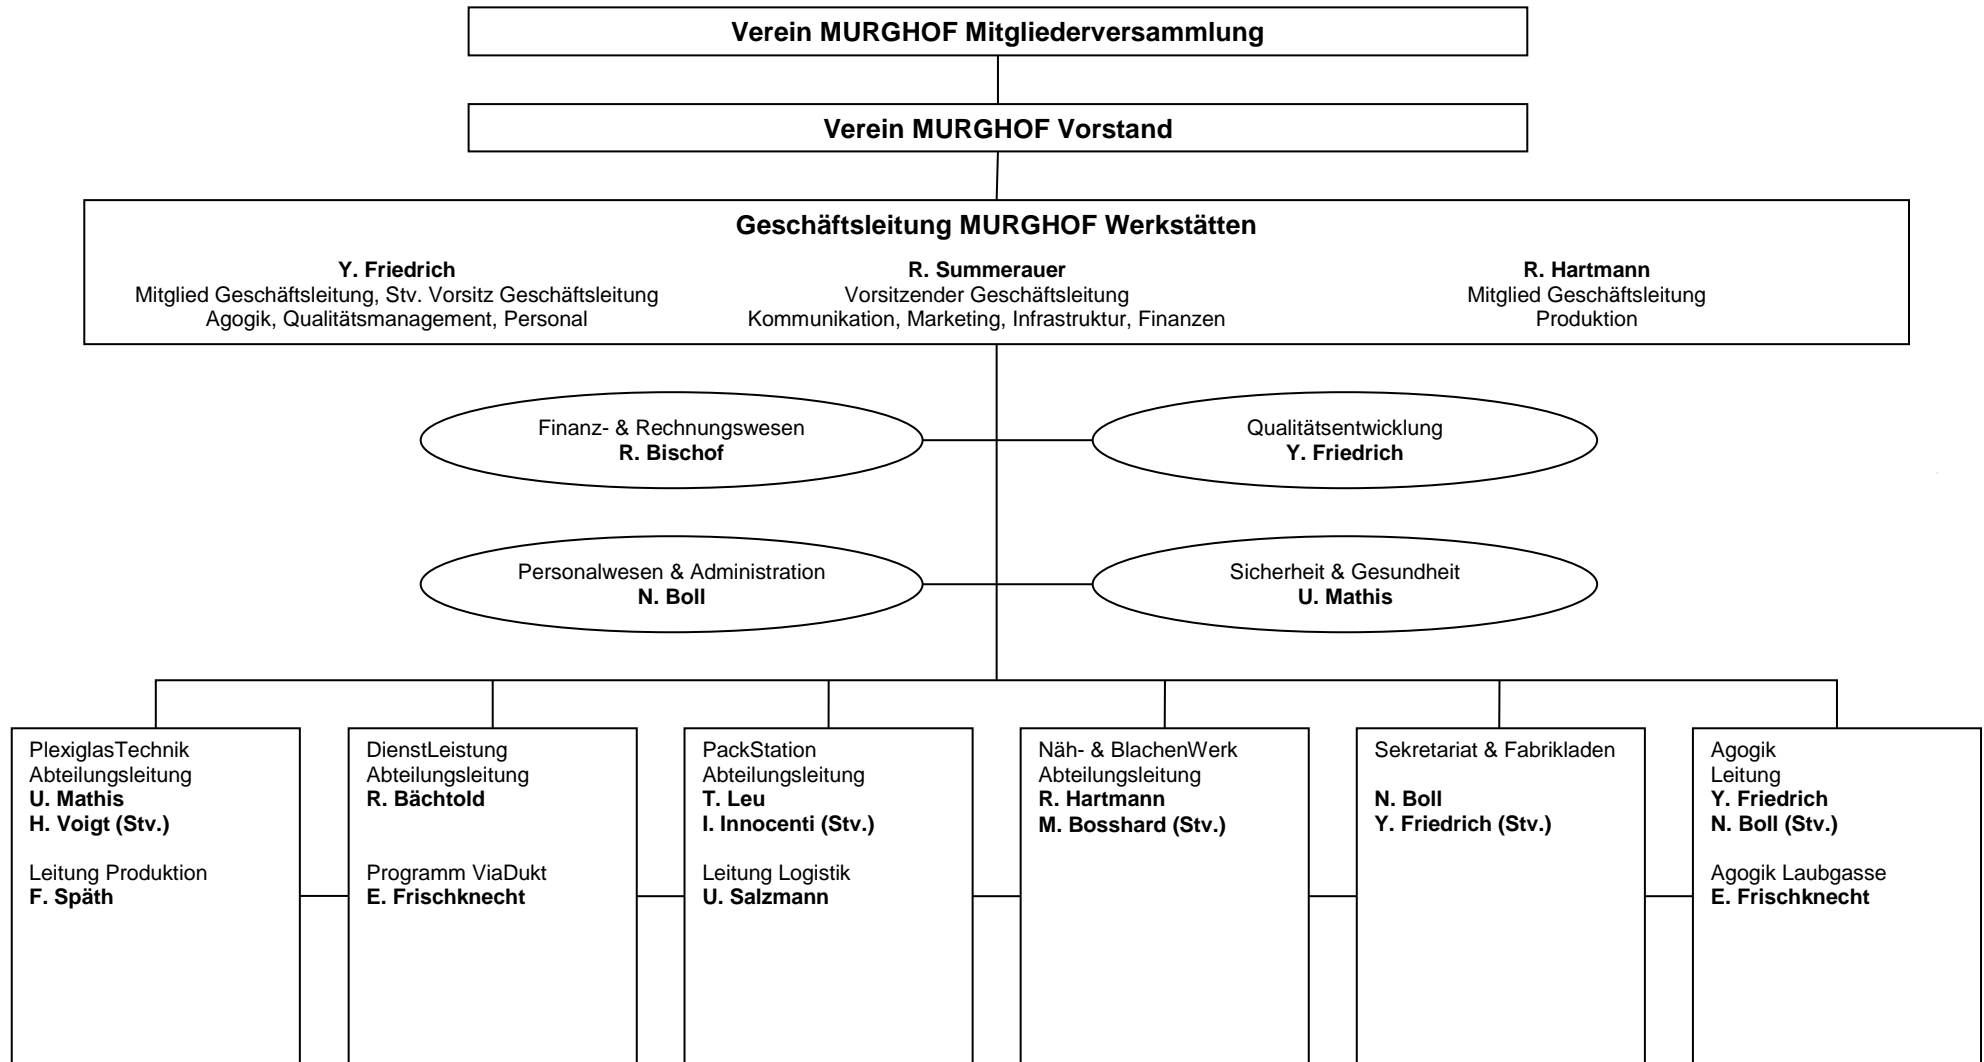 Verein MURGHOF Mitgliederversammlung
Verein MURGHOF Vorstand
Geschäftsleitung MURGHOF Werkstätten
Y. Friedrich
Mitglied Geschäftsleitung, Stv. Vorsitz Geschäftsleitung
Agogik, Qualitätsmanagement, Personal
R. Summerauer
Vorsitzender Geschäftsleitung
Kommunikation, Marketing, Infrastruktur, Finanzen
R. Hartmann
Mitglied Geschäftsleitung
Produktion
Finanz- & Rechnungswesen
R. Bischof
Qualitätsentwicklung
Y. Friedrich
Personalwesen & Administration
N. Boll
Sicherheit & Gesundheit
U. Mathis
PlexiglasTechnik
Abteilungsleitung
U. Mathis
H. Voigt (Stv.)
Leitung Produktion
F. Späth
DienstLeistung
Abteilungsleitung
R. Bächtold
Programm ViaDukt
E. Frischknecht
PackStation
Abteilungsleitung
T. Leu
I. Innocenti (Stv.)
Leitung Logistik
U. Salzmann
Näh- & BlachenWerk
Abteilungsleitung
R. Hartmann
M. Bosshard (Stv.)
Sekretariat & Fabrikladen
N. Boll
Y. Friedrich (Stv.)
Agogik
Leitung
Y. Friedrich
N. Boll (Stv.)
Agogik Laubgasse
E. Frischknecht